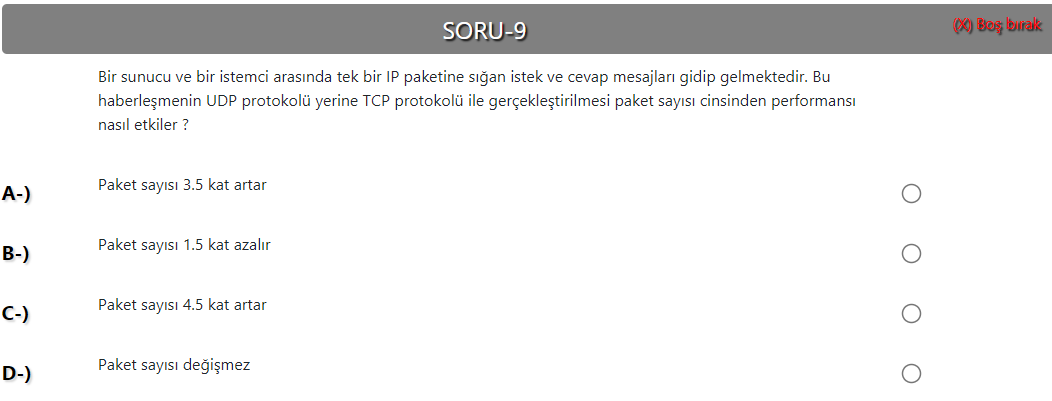 SORU-9
(X) Boş bırak
Bir sunucu ve bir istemci arasında tek bir IP paketine sığan istek ve cevap mesajları gidip gelmektedir. Bu
haberleşmenin UDP protokolü yerine TCP protokolü ile gerçekleştirilmesi paket sayısı cinsinden performansı
nasıl etkiler ?
A-) Paket sayısı 3.5 kat artar
B-) Paket sayısı 1.5 kat azalır
C-) Paket sayısı 4.5 kat artar
D-) Paket sayısı değişmez